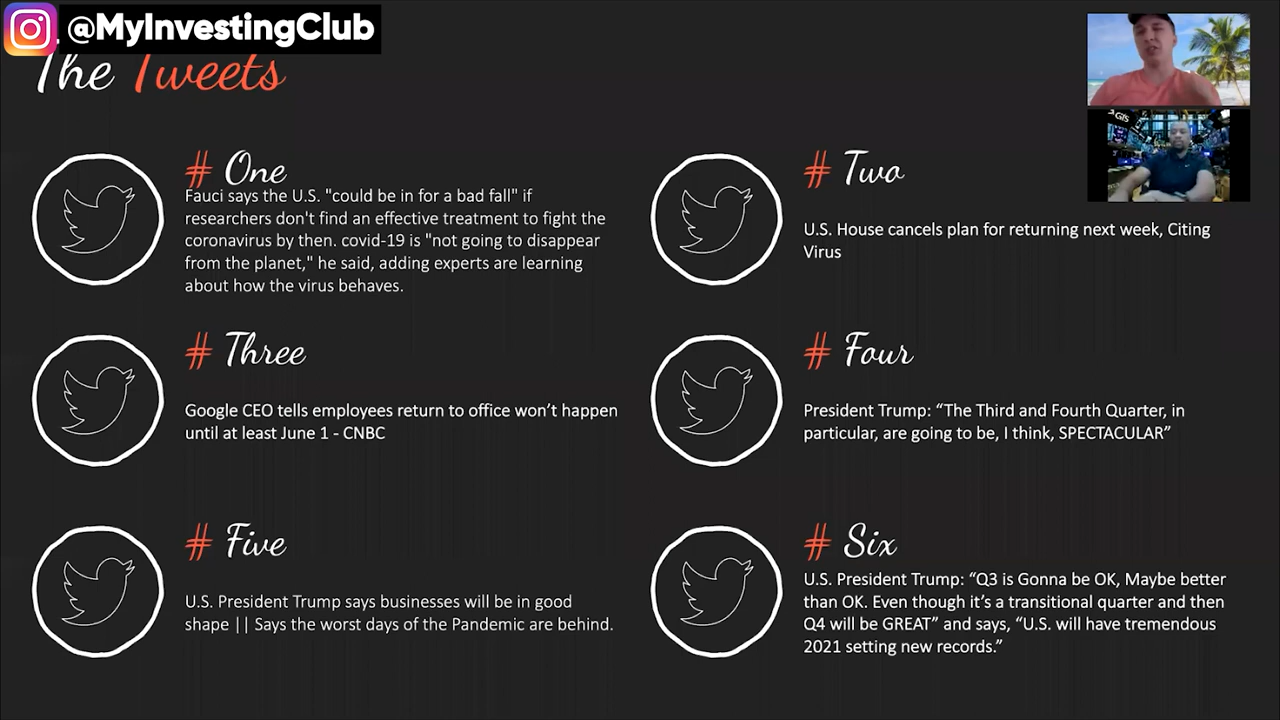 @MyInvestingClub
The Tweets
# One
Fauci says the U.S. "could be in for a bad fall" if
researchers don't find an effective treatment to fight the
coronavirus by then. covid-19 is "not going to disappear
from the planet," he said, adding experts are learning
about how the virus behaves.
# Two
U.S. House cancels plan for returning next week, Citing
Virus
# Three
Google CEO tells employees return to office won’t happen
until at least June 1 - CNBC
# Four
President Trump: “The Third and Fourth Quarter, in
particular, are going to be, I think, SPECTACULAR”
# Five
U.S. President Trump says businesses will be in good
shape || Says the worst days of the Pandemic are behind.
# Six
U.S. President Trump: “Q3 is Gonna be OK, Maybe better
than OK. Even though it’s a transitional quarter and then
Q4 will be GREAT” and says, “U.S. will have tremendous
2021 setting new records.”